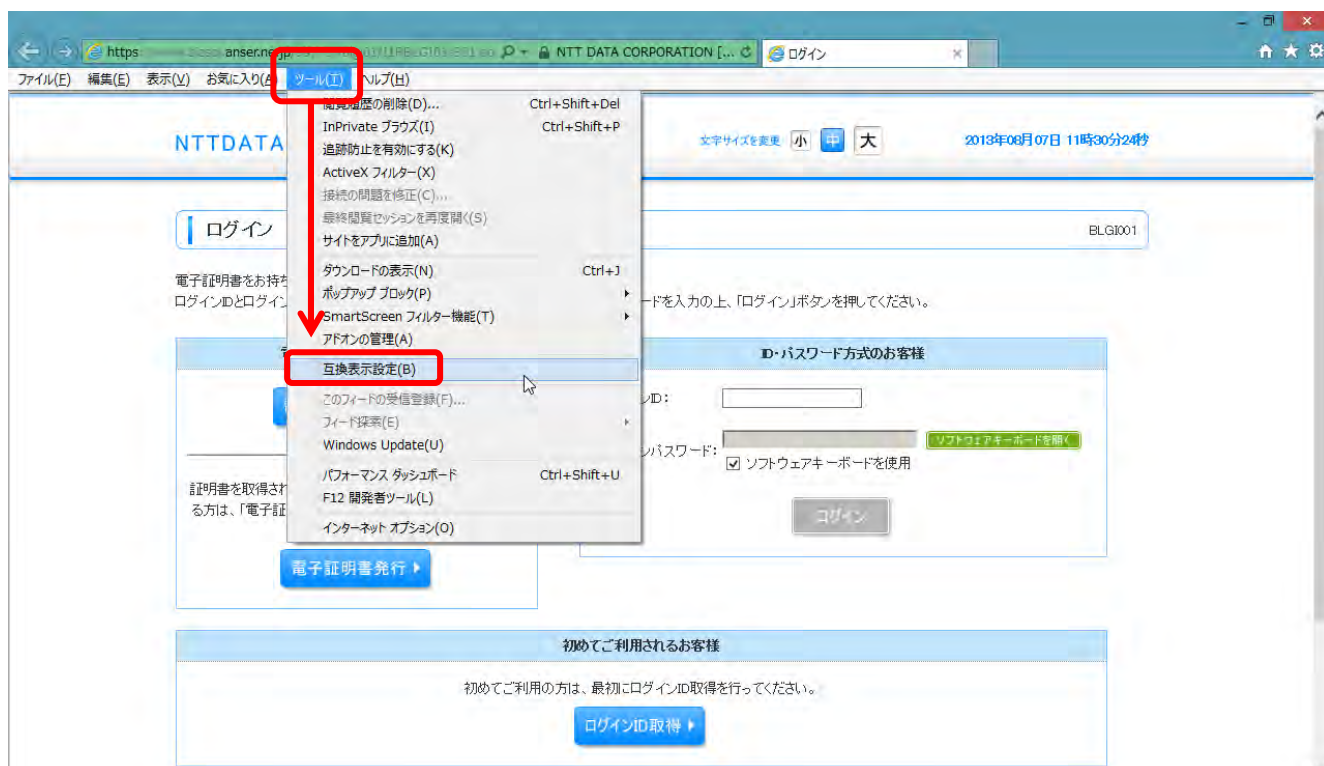 https anser.ne.jp NTT DATA CORPORATION [... ログイン
ファイル(F) 編集(E) 表示(V) お気に入り(A) ツール(T) ヘルプ(H)
閲覧履歴の削除(D)... Ctrl+Shift+Del
InPrivate ブラウズ(I) Ctrl+Shift+P
追跡防止を有効にする(K)
ActiveX フィルター(X)
接続の問題を修正(C)...
最終閲覧セッションを再度開く(S)
サイトをアプリに追加(A)
ダウンロードの表示(N) Ctrl+J
ポップアップ ブロック(P)
SmartScreen フィルター機能(T)
アドオンの管理(A)
互換表示設定(B)
このフィードの受信登録(F)...
フィード探索(E)
Windows Update(U)
パフォーマンス ダッシュボード Ctrl+Shift+U
F12 開発者ツール(L)
インターネット オプション(O)
NTTDATA
文字サイズを変更 小 中 大
2013年08月07日 11時30分24秒
ログイン BLGI001
電子証明書をお持ち
ログインIDとログイン ードを入力の上、「ログイン」ボタンを押してください。
証明書を取得され
る方は、「電子証
電子証明書発行
ID・パスワード方式のお客様
ンID:
ンパスワード: ソフトウェアキーボードを開く
ソフトウェアキーボードを使用
ログイン
初めてご利用されるお客様
初めてご利用の方は、最初にログインID取得を行ってください。
ログインID取得